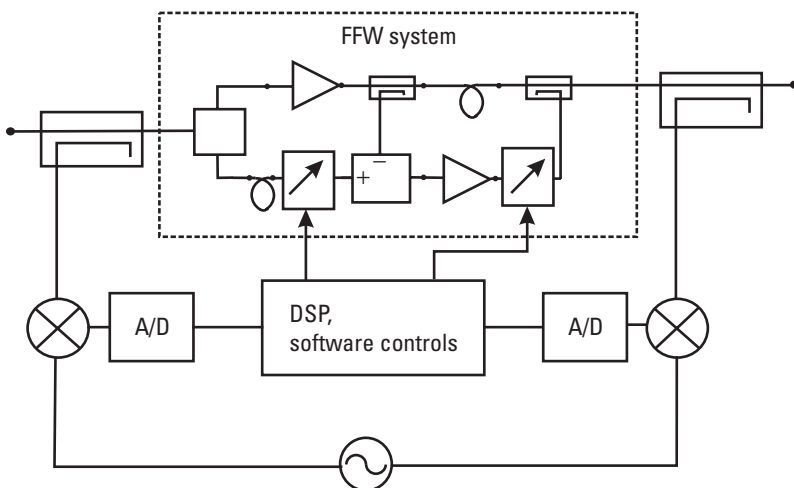 FFW system
−
+
A/D
DSP,
software controls
A/D